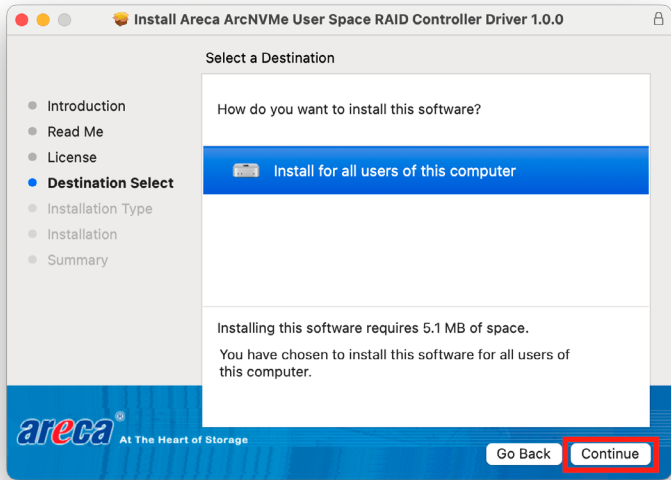 Install Areca ArcNVMe User Space RAID Controller Driver 1.0.0
Select a Destination
Introduction
Read Me
License
Destination Select
Installation Type
Installation
Summary
How do you want to install this software?
Install for all users of this computer
Installing this software requires 5.1 MB of space.
You have chosen to install this software for all users of
this computer.
areca® At The Heart of Storage
Go Back
Continue